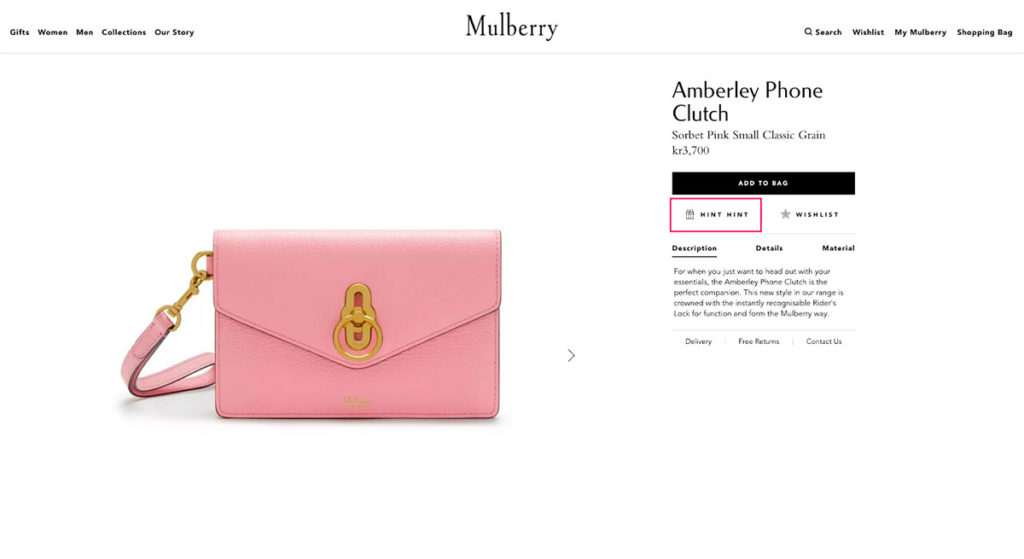 Gifts Women Men Collections Our Story
Mulberry
Search Wishlist My Mulberry Shopping Bag
Amberley Phone
Clutch
Sorbet Pink Small Classic Grain
kr3,700
ADD TO BAG
HINT HINT WISHLIST
Description Details Material
For when you just want to head out with your
essentials, the Amberley Phone Clutch is the
perfect companion. This new style in our range is
crowned with the instantly recognisable Rider's
Lock for function and form the Mulberry way.
Delivery Free Returns Contact Us
Mulberry